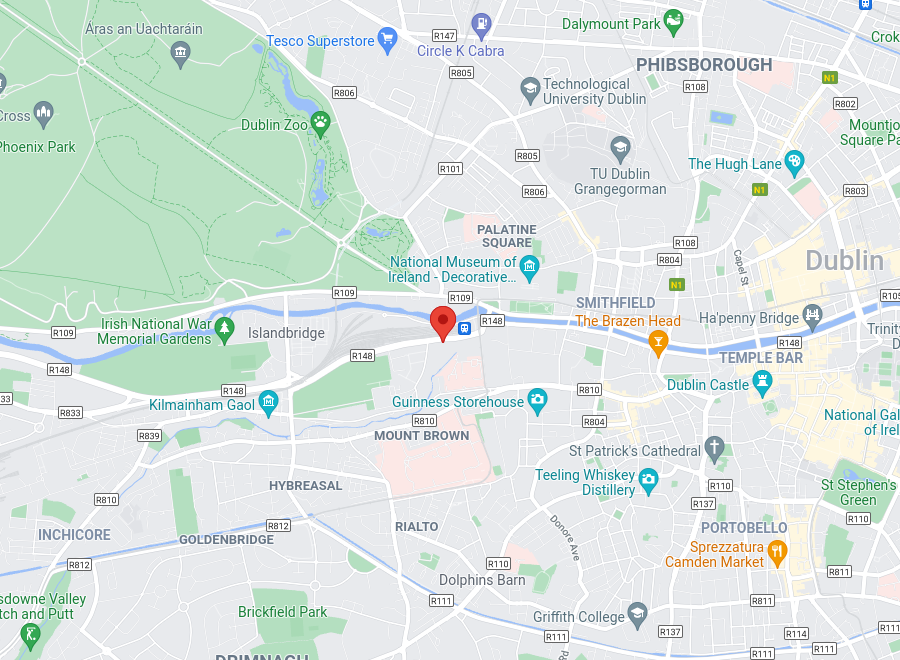 Áras an Uachtaráin
Tesco Superstore
R147
Circle K Cabra
Dalymount Park
Crok
PHIBSBOROUGH
R805
R806
Technological
University Dublin
R108
N1
R802
Cross
Phoenix Park
Dublin Zoo
Mountjo
Square Pa
R805
R101
TU Dublin
Grangegorman
The Hugh Lane
R806
N1
R803
PALATINE
SQUARE
R108
R804
Capel St
Dublin
National Museum of
Ireland - Decorative...
N1
R109
R109
R105
SMITHFIELD
The Brazen Head
Ha'penny Bridge
R148
R109
Irish National War
Memorial Gardens
Islandbridge
Trinity
R148
TEMPLE BAR
R148
R148
Dublin Castle
R148
R810
33
R833
Kilmainham Gaol
Guinness Storehouse
R810
R804
National Gal
of Irel
R839
MOUNT BROWN
St Patrick's Cathedral
Teeling Whiskey
Distillery
HYBREASAL
R110
St Stephen's
Green
R810
R137
R110
R812
RIALTO
Donore Ave
PORTOBELLO
INCHICORE
GOLDENBRIDGE
Sprezzatura
Camden Market
R812
R110
Dolphins Barn
R811
sdowne Valley
tch and Putt
R111
R811
Brickfield Park
Griffith College
R111
R137
R114
R111
R111
R111
DRIMNAGH